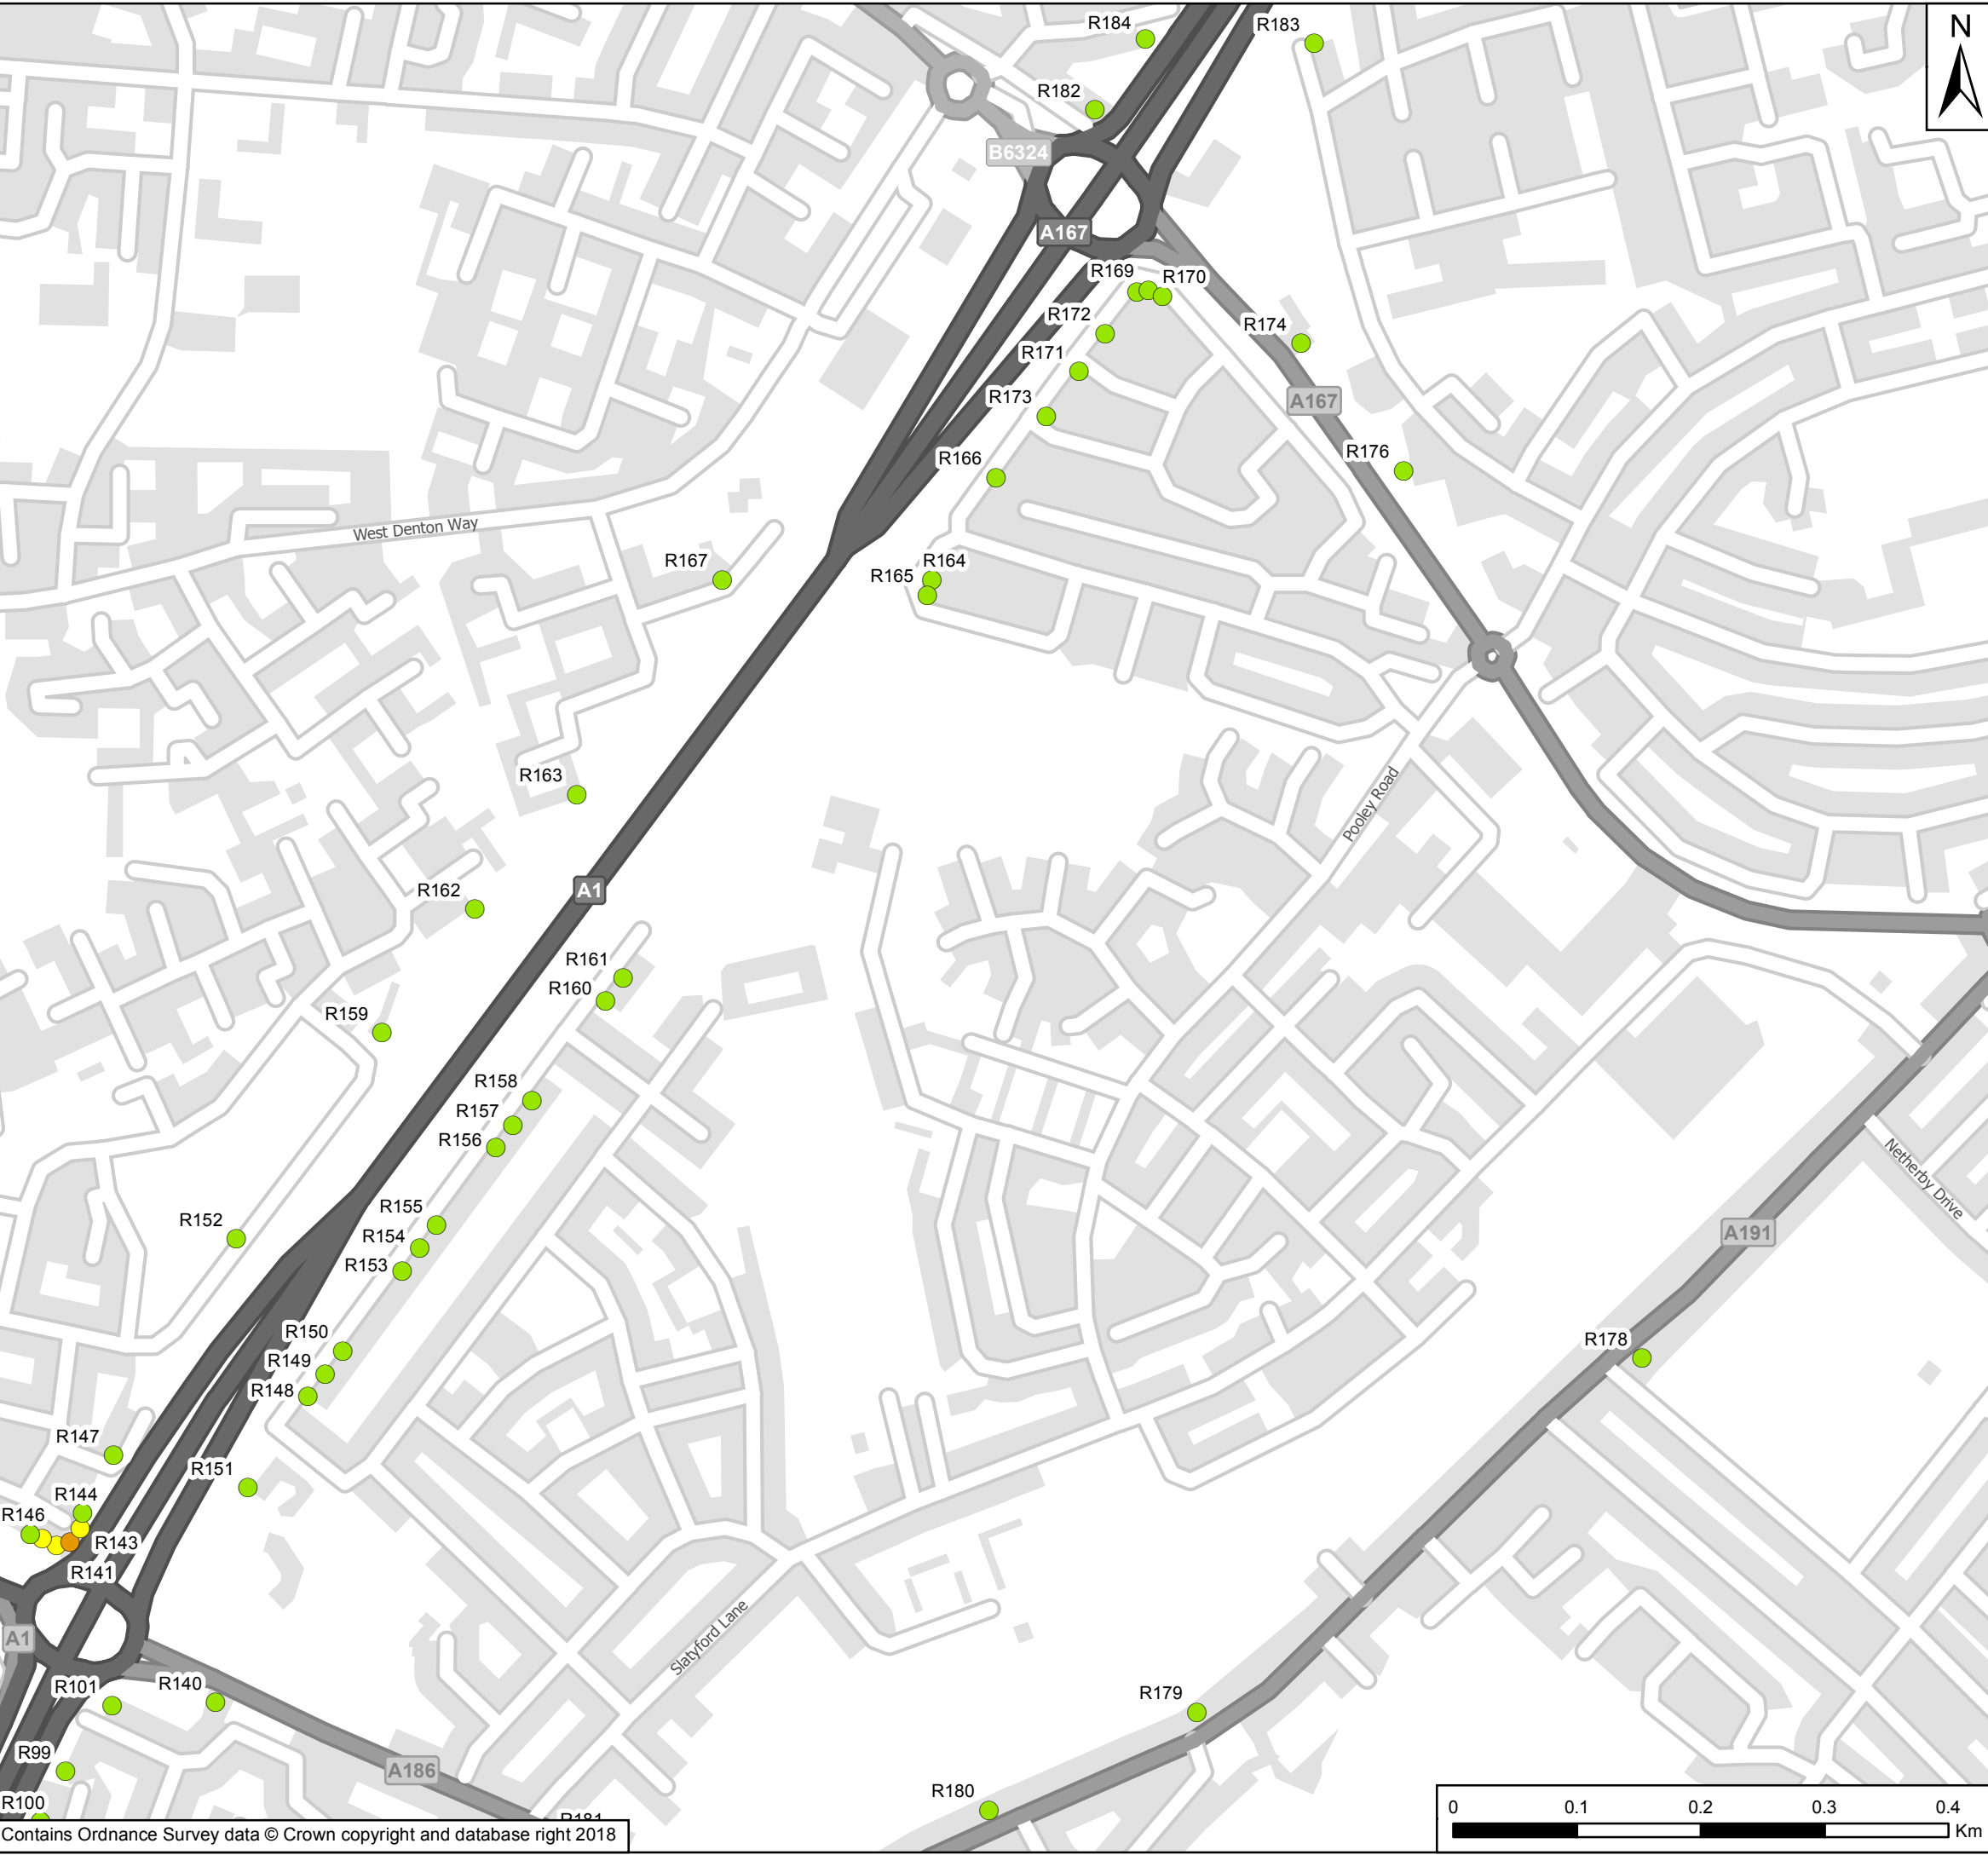 R184
R183
N
R182
B6324
A167
R169
R170
R172
R174
R171
R173
A167
R176
R166
West Denton Way
R167
R164
R165
R163
Pooley Road
R162
A1
R161
R160
R159
R158
R157
R156
Netherby Drive
R155
R152
R154
A191
R153
R150
R178
R149
R148
R147
R151
R144
R146
R143
R141
Slatyford Lane
A1
R101
R140
R179
R99
A186
R180
R100
R181
0 0.1 0.2 0.3 0.4
Km
Contains Ordnance Survey data © Crown copyright and database right 2018